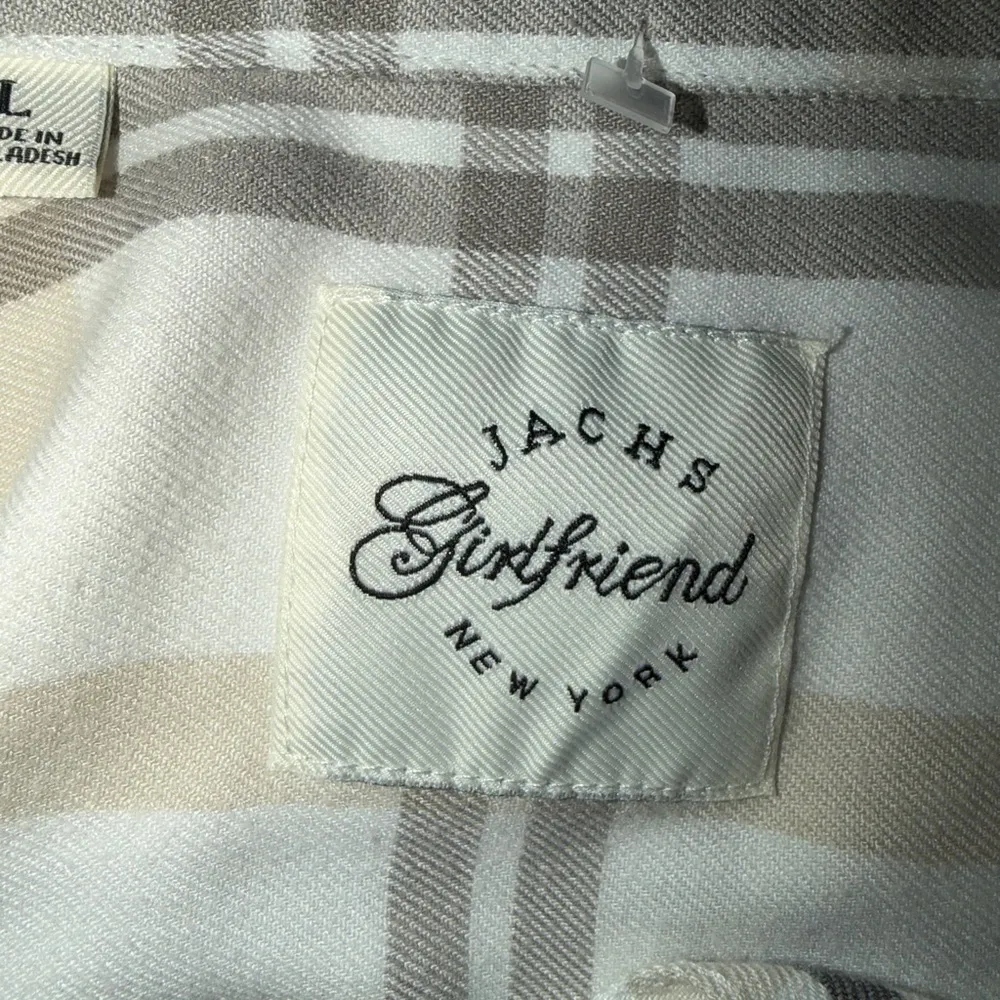 L
DE IN
LADESH
JACHS
Girlfriend
NEW YORK